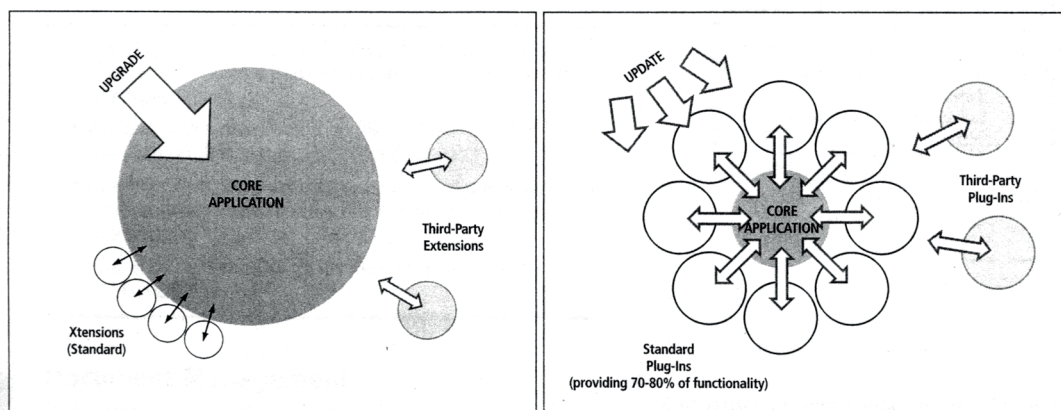 UPGRADE
CORE
APPLICATION
Third-Party
Extensions
Xtensions
(Standard)
UPDATE
CORE
APPLICATION
Third-Party
Plug-Ins
Standard
Plug-Ins
(providing 70-80% of functionality)